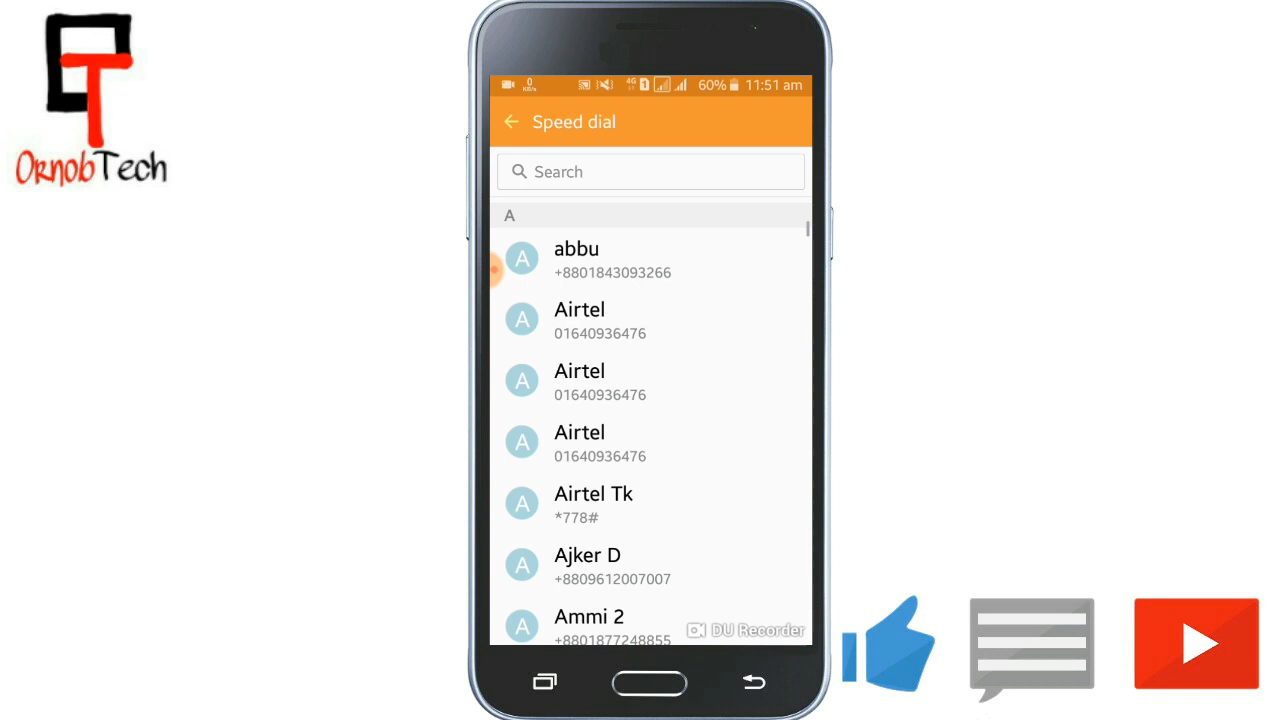 OrnobTech
0
KB/s
4G
1
60%
11:51 am
Speed dial
Search
A
A
abbu
+8801843093266
A
Airtel
01640936476
A
Airtel
01640936476
A
Airtel
01640936476
A
Airtel Tk
*778#
A
Ajker D
+8809612007007
A
Ammi 2
+8801877248855
DU Recorder